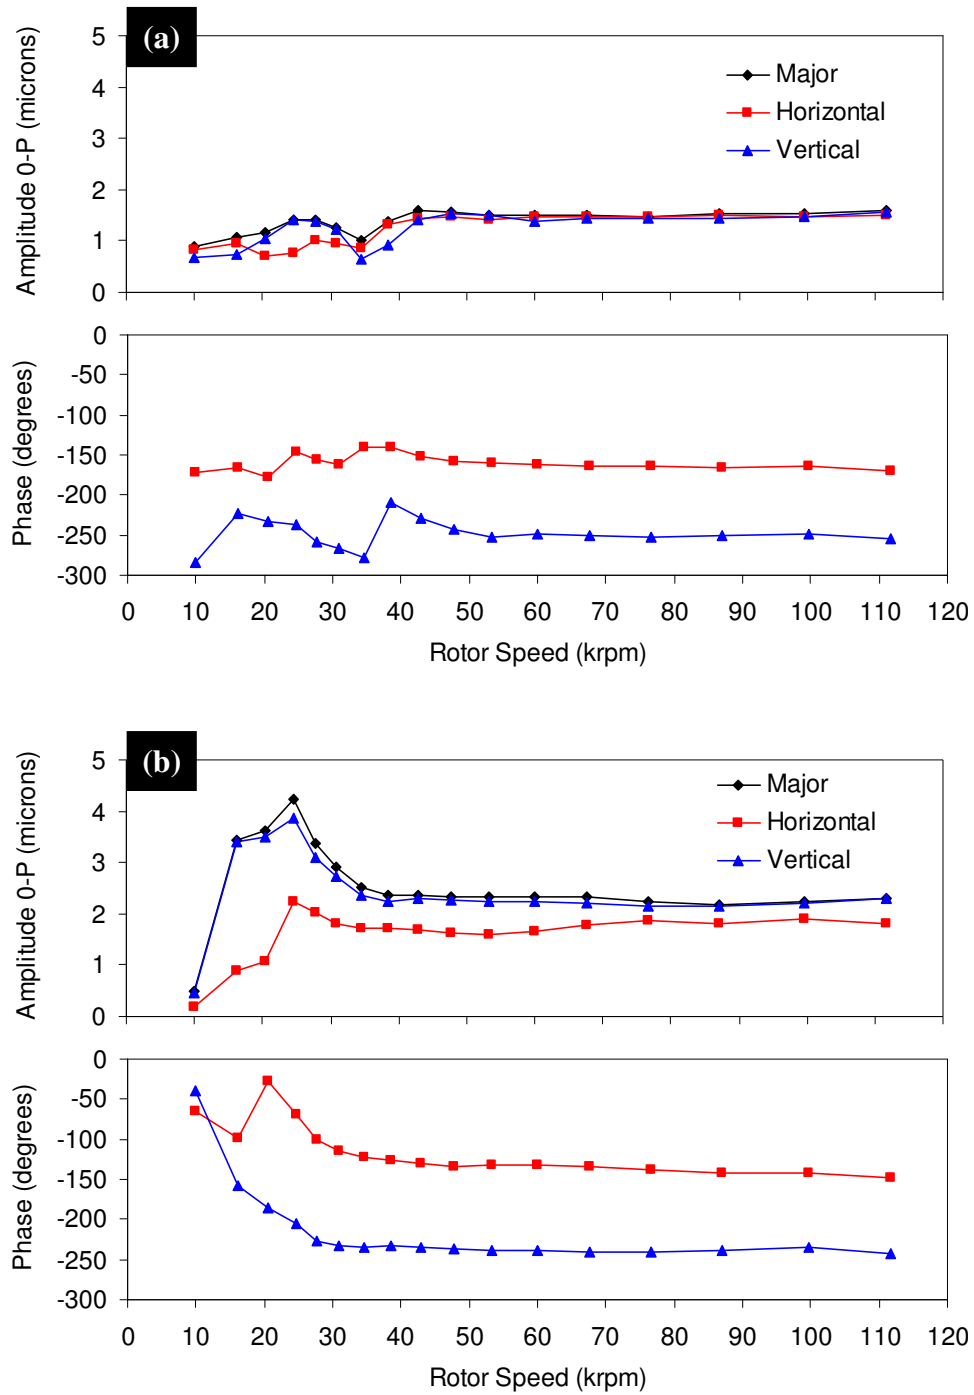 (a)
5
4
3
2
1
0
Amplitude 0-P (microns)
Major
Horizontal
Vertical
0
-50
-100
-150
-200
-250
-300
Phase (degrees)
0 10 20 30 40 50 60 70 80 90 100 110 120
Rotor Speed (krpm)
(b)
5
4
3
2
1
0
Amplitude 0-P (microns)
Major
Horizontal
Vertical
0
-50
-100
-150
-200
-250
-300
Phase (degrees)
0 10 20 30 40 50 60 70 80 90 100 110 120
Rotor Speed (krpm)